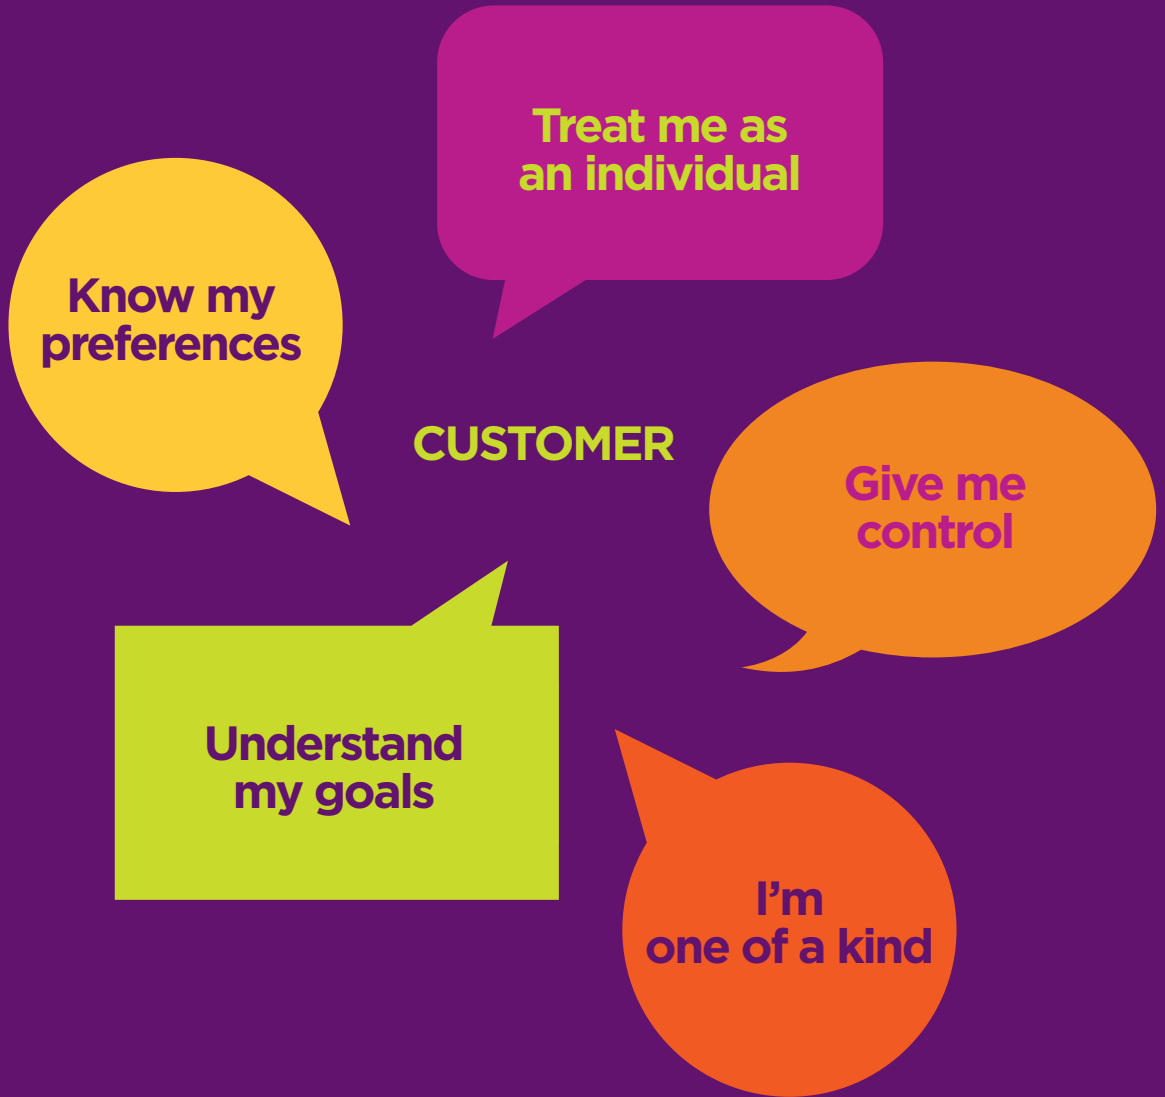 Treat me as
an individual
Know my
preferences
CUSTOMER
Give me
control
Understand
my goals
I’m
one of a kind